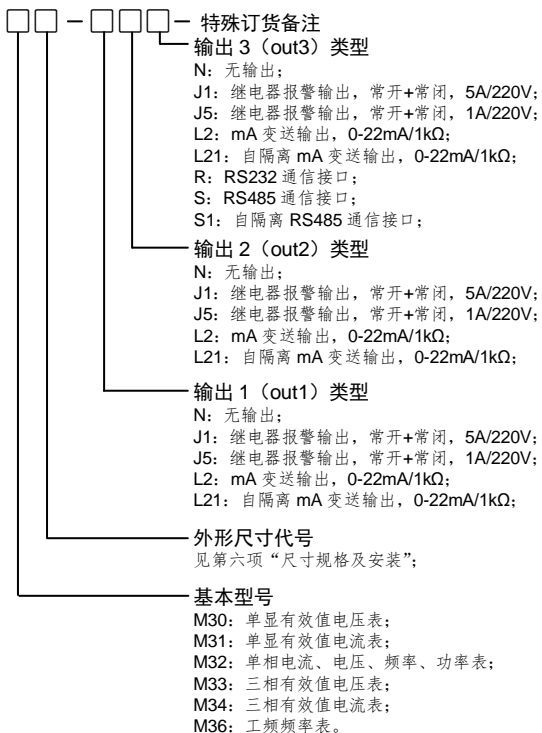 □□－□□□－特殊订货备注
输出 3（out3）类型
N：无输出；
J1：继电器报警输出，常开+常闭，5A/220V；
J5：继电器报警输出，常开+常闭，1A/220V；
L2：mA 变送输出，0-22mA/1kΩ；
L21：自隔离 mA 变送输出，0-22mA/1kΩ；
R：RS232 通信接口；
S：RS485 通信接口；
S1：自隔离 RS485 通信接口；
输出 2（out2）类型
N：无输出；
J1：继电器报警输出，常开+常闭，5A/220V；
J5：继电器报警输出，常开+常闭，1A/220V；
L2：mA 变送输出，0-22mA/1kΩ；
L21：自隔离 mA 变送输出，0-22mA/1kΩ；
输出 1（out1）类型
N：无输出；
J1：继电器报警输出，常开+常闭，5A/220V；
J5：继电器报警输出，常开+常闭，1A/220V；
L2：mA 变送输出，0-22mA/1kΩ；
L21：自隔离 mA 变送输出，0-22mA/1kΩ；
外形尺寸代号
见第六项“尺寸规格及安装”；
基本型号
M30：单显有效值电压表；
M31：单显有效值电流表；
M32：单相电流、电压、频率、功率表；
M33：三相有效值电压表；
M34：三相有效值电流表；
M36：工频频率表。